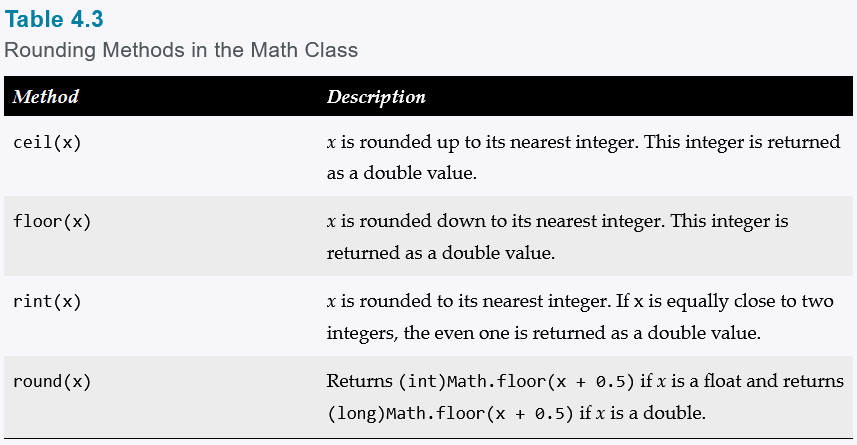 Table 4.3
Rounding Methods in the Math Class
Method Description
ceil(x) x is rounded up to its nearest integer. This integer is returned
as a double value.
floor(x) x is rounded down to its nearest integer. This integer is
returned as a double value.
rint(x) x is rounded to its nearest integer. If x is equally close to two
integers, the even one is returned as a double value.
round(x) Returns (int)Math.floor(x + 0.5) if x is a float and returns
(long)Math.floor(x + 0.5) if x is a double.